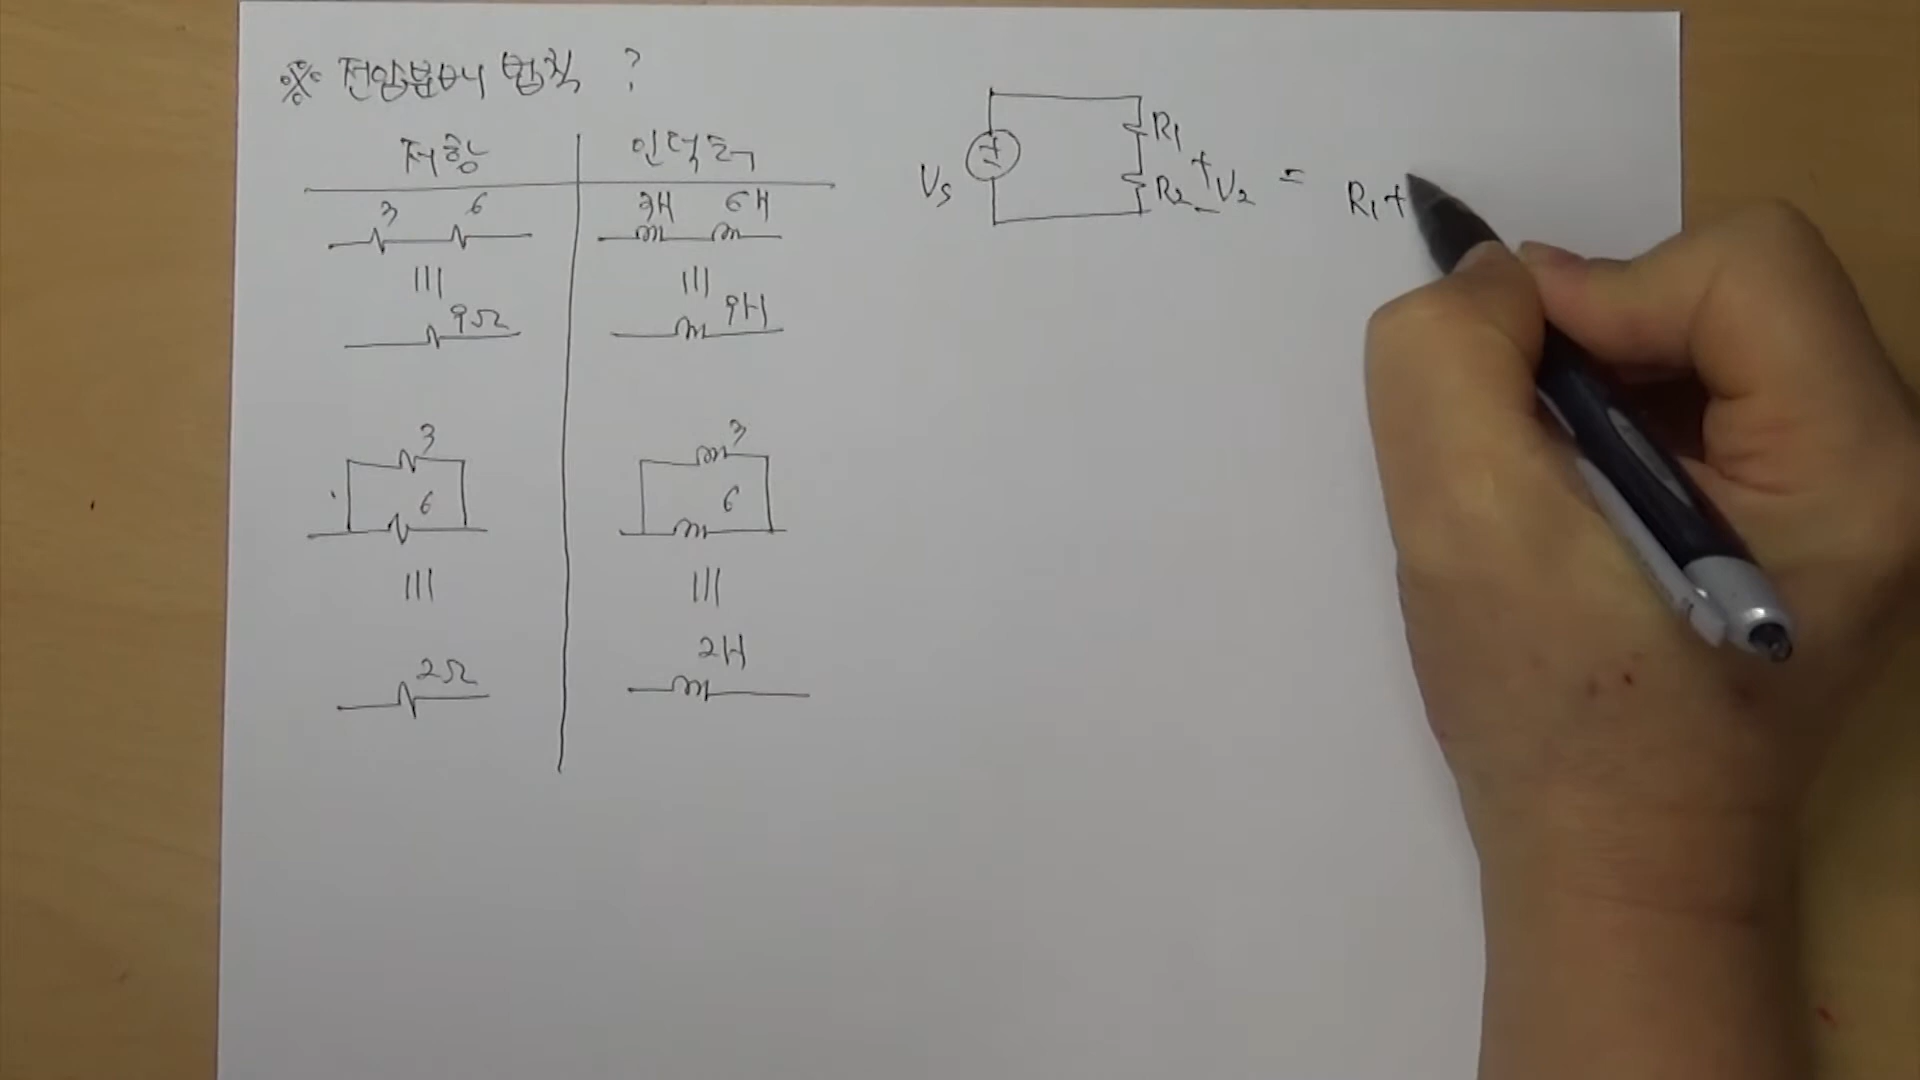 ※ 전압분배 법칙 ?
저항 인덕터
3 6 3H 6H
9Ω 9H
3 3
6 6
2Ω 2H
Vs R1
R2 + V2 - = R1+